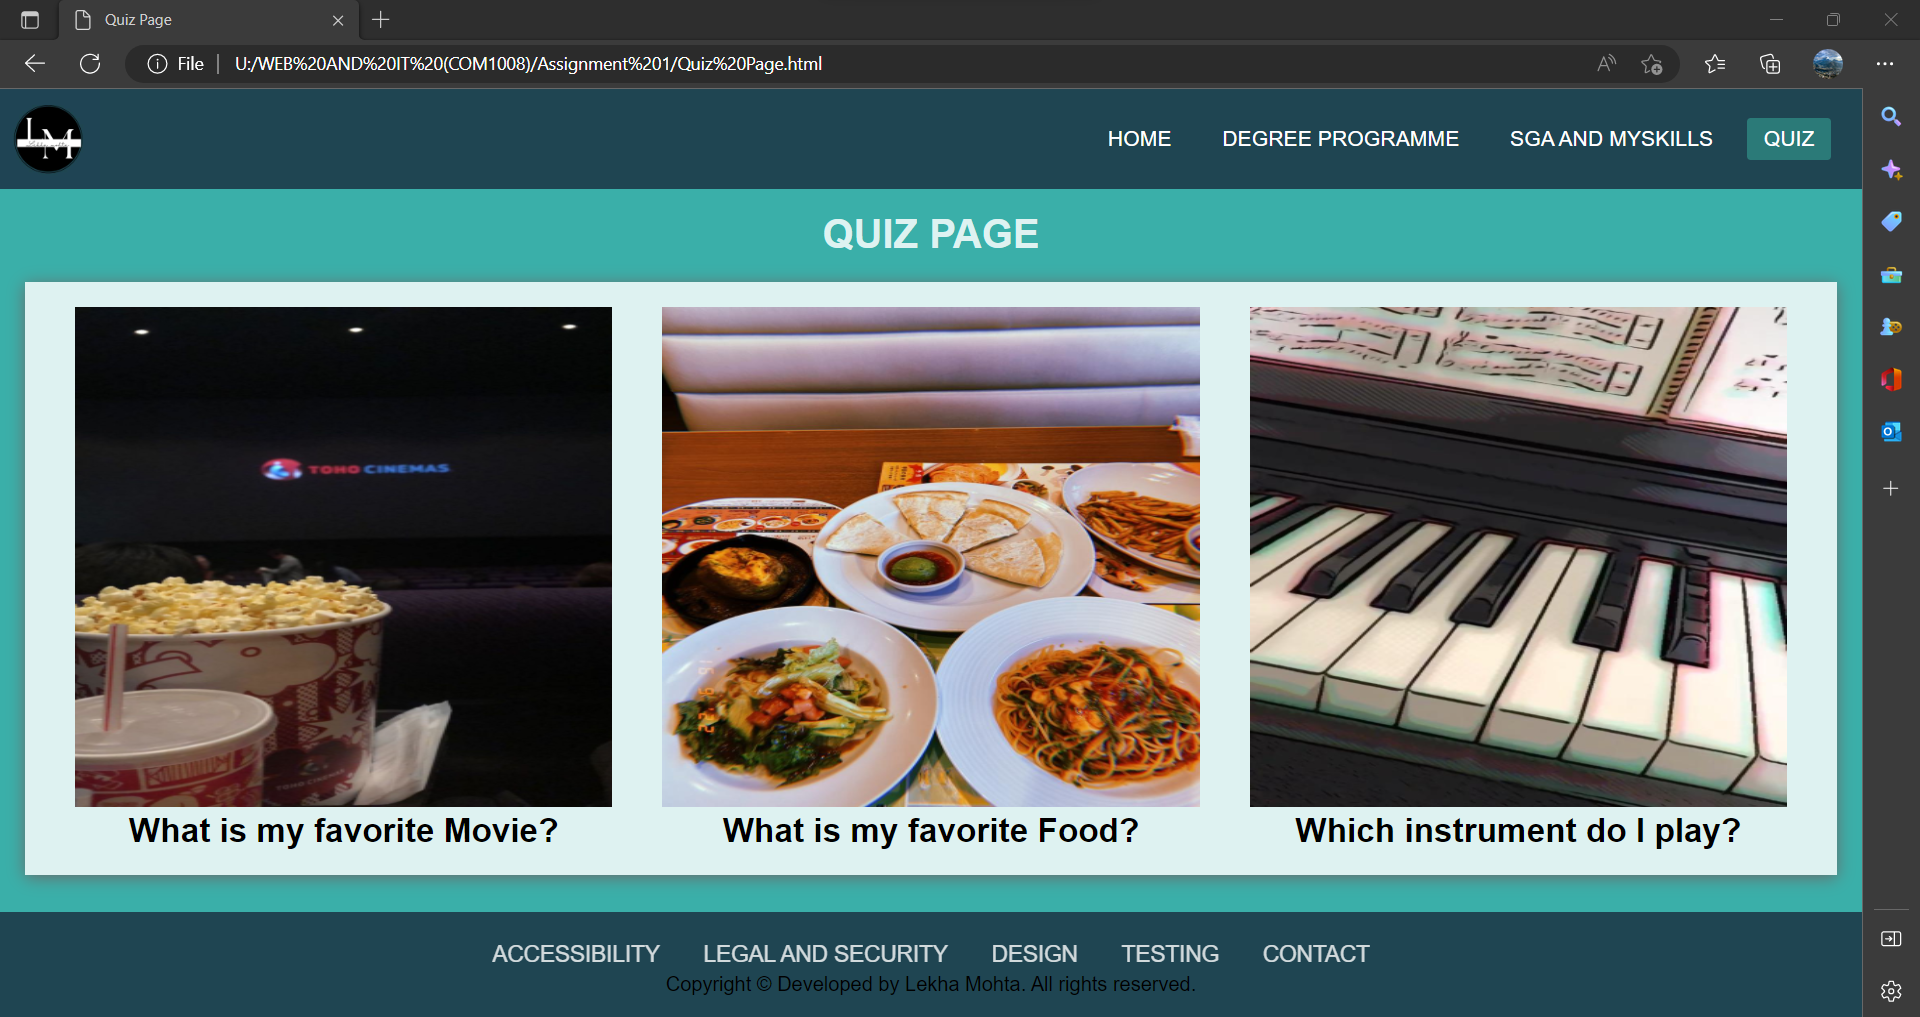 Quiz Page
File
U:/WEB%20AND%20IT%20(COM1008)/Assignment%201/Quiz%20Page.html
LM
HOME DEGREE PROGRAMME SGA AND MYSKILLS QUIZ
QUIZ PAGE
TOHO CINEMAS
What is my favorite Movie?
What is my favorite Food?
Which instrument do I play?
ACCESSIBILITY LEGAL AND SECURITY DESIGN TESTING CONTACT
Copyright © Developed by Lekha Mohta. All rights reserved.